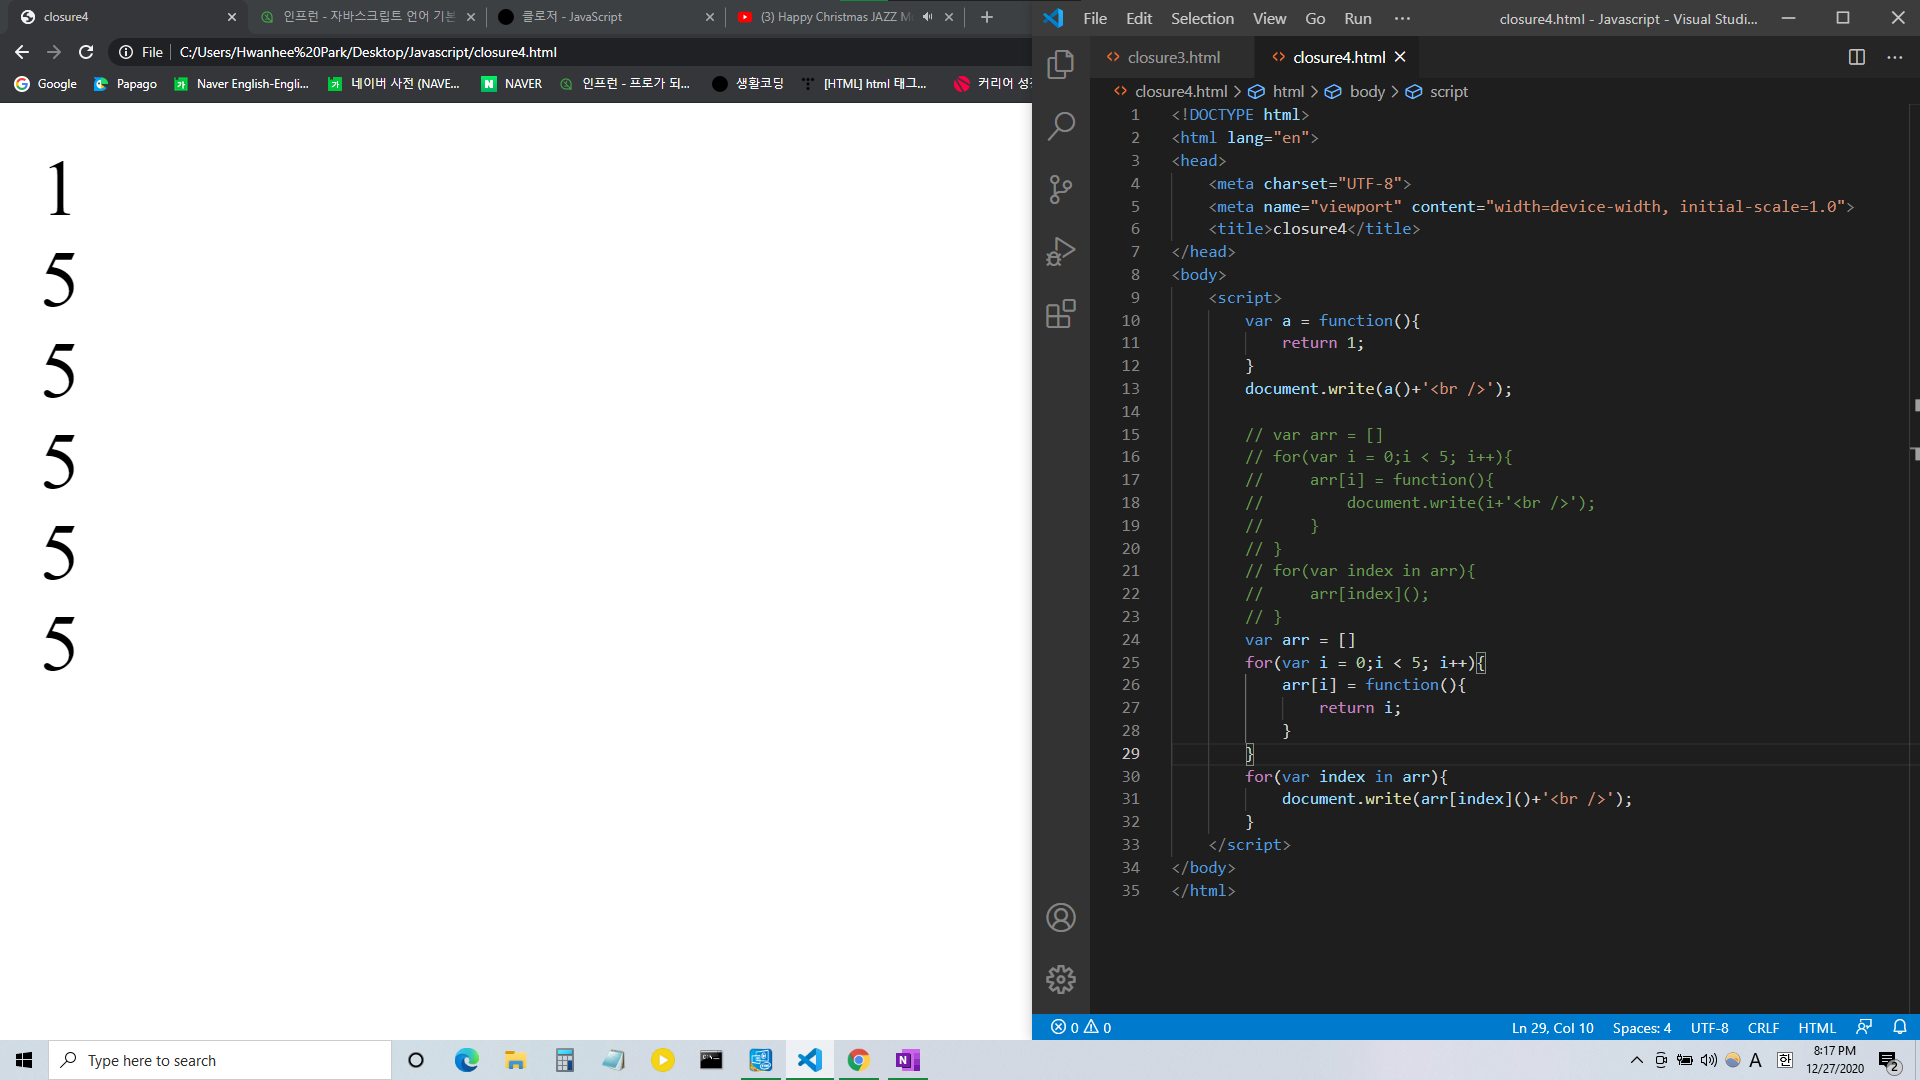 closure4
인프런 - 자바스크립트 언어 기본
클로저 - JavaScript
(3) Happy Christmas JAZZ M
File C:/Users/Hwanhee%20Park/Desktop/Javascript/closure4.html
Google Papago Naver English-Engli... 네이버 사전 (NAVE... NAVER 인프런 - 프로가 되... 생활코딩 [HTML] html 태그... 커리어 성장
1
5
5
5
5
5
File Edit Selection View Go Run ··· closure4.html - Javascript - Visual Studi...
closure3.html closure4.html
closure4.html > html > body > script
1 <!DOCTYPE html>
2 <html lang="en">
3 <head>
4 <meta charset="UTF-8">
5 <meta name="viewport" content="width=device-width, initial-scale=1.0">
6 <title>closure4</title>
7 </head>
8 <body>
9 <script>
10 var a = function(){
11 return 1;
12 }
13 document.write(a()+'<br />');
14
15 // var arr = []
16 // for(var i = 0;i < 5; i++){
17 //     arr[i] = function(){
18 //         document.write(i+'<br />');
19 //     }
20 // }
21 // for(var index in arr){
22 //     arr[index]();
23 // }
24 var arr = []
25 for(var i = 0;i < 5; i++){
26 arr[i] = function(){
27 return i;
28 }
29 }
30 for(var index in arr){
31 document.write(arr[index]()+'<br />');
32 }
33 </script>
34 </body>
35 </html>
0 0 Ln 29, Col 10 Spaces: 4 UTF-8 CRLF HTML
Type here to search
A 한 8:17 PM
12/27/2020
2